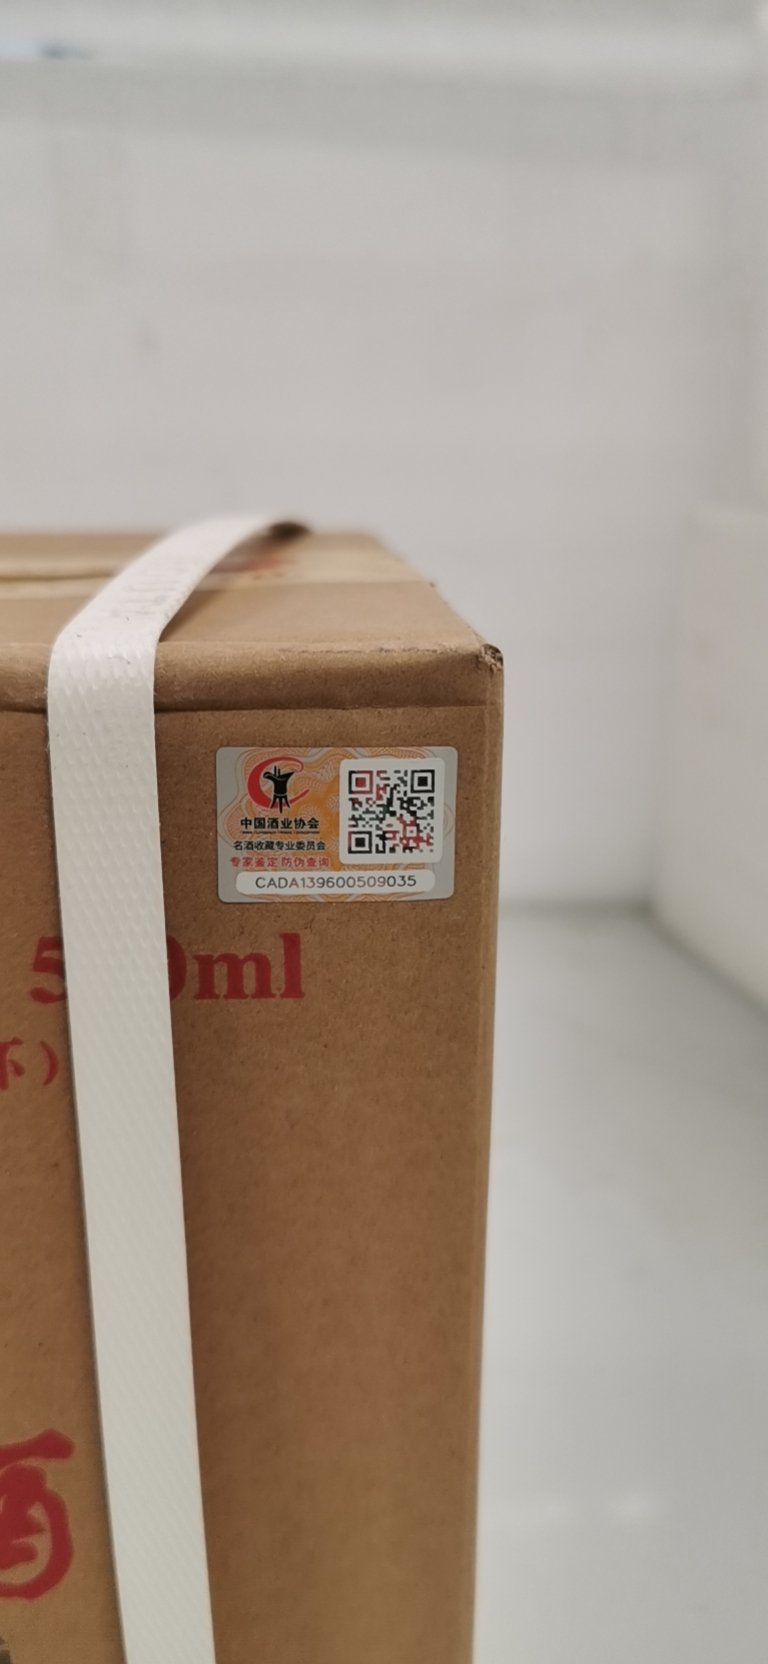 中国酒业协会
名酒收藏专业委员会
专家鉴定 防伪查询
CADA139600509035
ml
酒